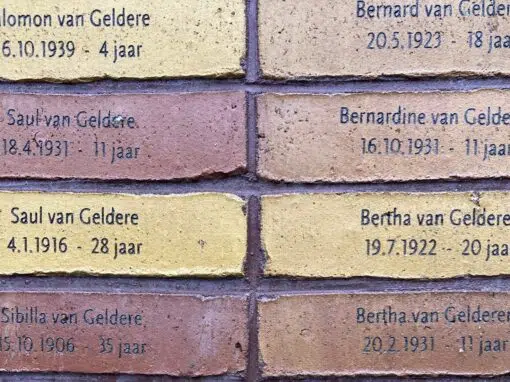 alomon van Geldere
6.10.1939 - 4 jaar
Saul van Geldere
18.4.1931 - 11 jaar
Saul van Geldere
4.1.1916 - 28 jaar
Sibilla van Geldere
15.10.1906 - 35 jaar
Bernard van Gelder
20.5.1923 - 18 jaa
Bernardine van Gelde
16.10.1931 - 11 jaar
Bertha van Geldere
19.7.1922 - 20 jaa
Bertha van Gelderen
20.2.1931 - 11 jaar